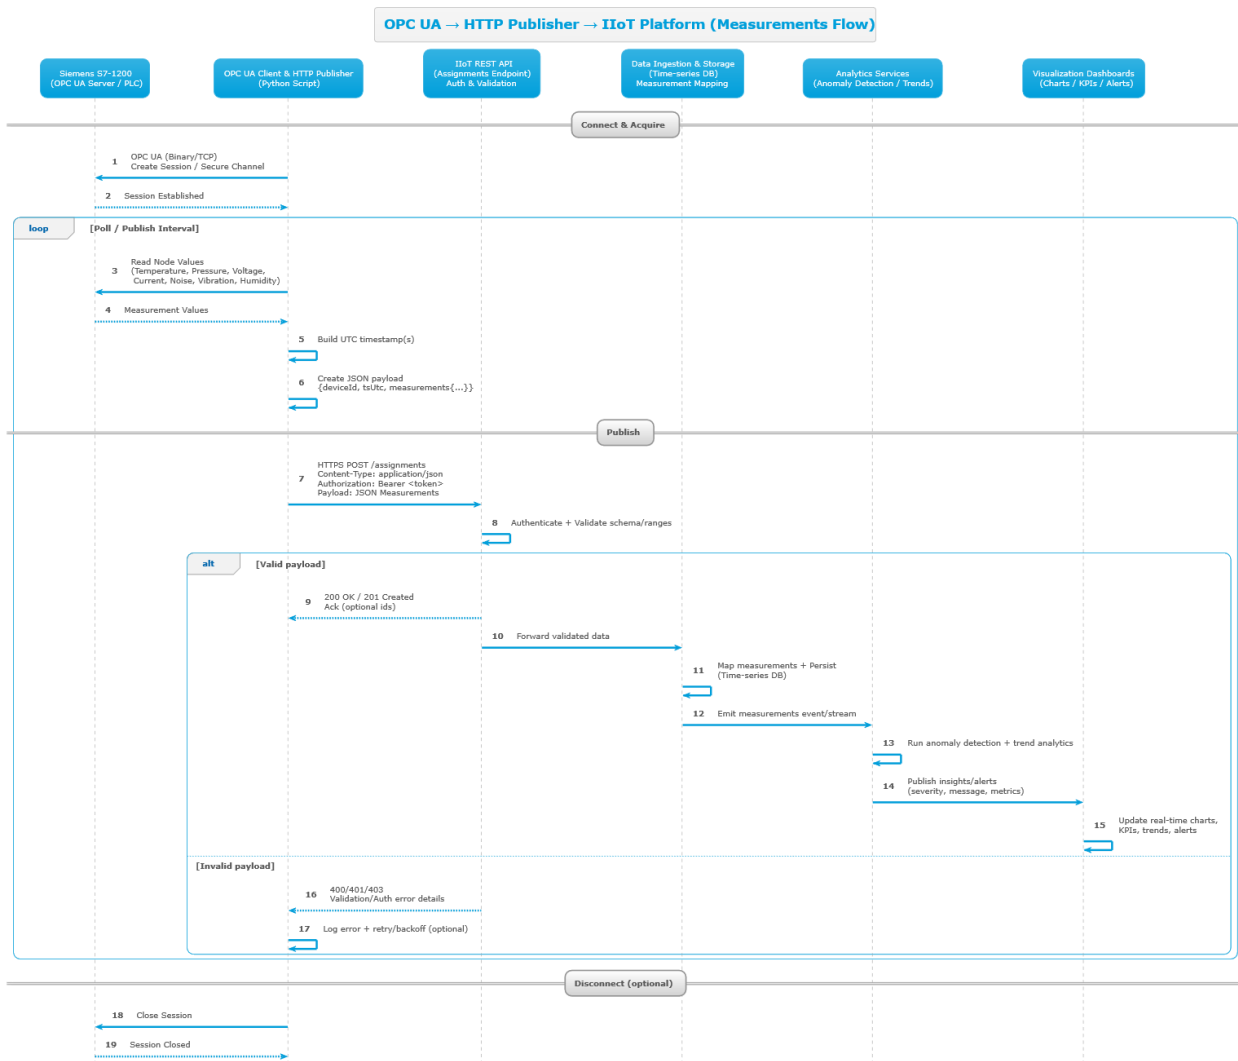 OPC UA → HTTP Publisher → IIoT Platform (Measurements Flow)
Siemens S7-1200
(OPC UA Server / PLC)
OPC UA Client & HTTP Publisher
(Python Script)
IIoT REST API
(Assignments Endpoint)
Auth & Validation
Data Ingestion & Storage
(Time-series DB)
Measurement Mapping
Analytics Services
(Anomaly Detection / Trends)
Visualization Dashboards
(Charts / KPIs / Alerts)
Connect & Acquire
1 OPC UA (Binary/TCP)
Create Session / Secure Channel
2 Session Established
loop [Poll / Publish Interval]
3 Read Node Values
(Temperature, Pressure, Voltage,
Current, Noise, Vibration, Humidity)
4 Measurement Values
5 Build UTC timestamp(s)
6 Create JSON payload
{deviceId, tsUtc, measurements{...}}
Publish
7 HTTPS POST /assignments
Content-Type: application/json
Authorization: Bearer <token>
Payload: JSON Measurements
8 Authenticate + Validate schema/ranges
alt [Valid payload]
9 200 OK / 201 Created
Ack (optional ids)
10 Forward validated data
11 Map measurements + Persist
(Time-series DB)
12 Emit measurements event/stream
13 Run anomaly detection + trend analytics
14 Publish insights/alerts
(severity, message, metrics)
15 Update real-time charts,
KPIs, trends, alerts
[Invalid payload]
16 400/401/403
Validation/Auth error details
17 Log error + retry/backoff (optional)
Disconnect (optional)
18 Close Session
19 Session Closed